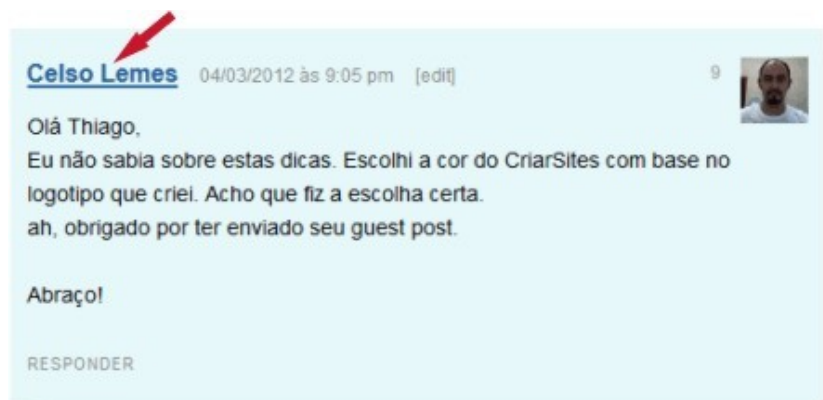 Celso Lemes 04/03/2012 às 9:05 pm [edit] 9
Olá Thiago,
Eu não sabia sobre estas dicas. Escolhi a cor do CriarSites com base no
logotipo que criei. Acho que fiz a escolha certa.
ah, obrigado por ter enviado seu guest post.
Abraço!
RESPONDER